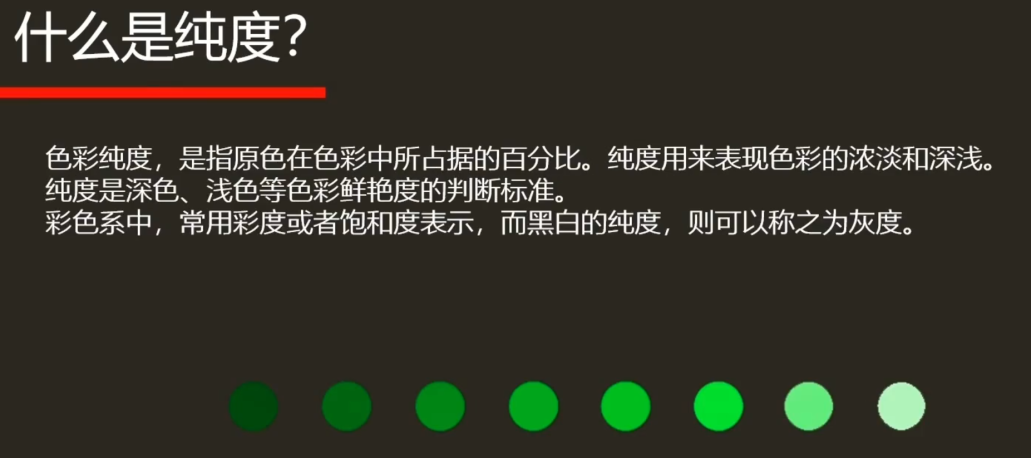 什么是纯度?
色彩纯度，是指原色在色彩中所占据的百分比。纯度用来表现色彩的浓淡和深浅。
纯度是深色、浅色等色彩鲜艳度的判断标准。
彩色系中，常用彩度或者饱和度表示，而黑白的纯度，则可以称之为灰度。